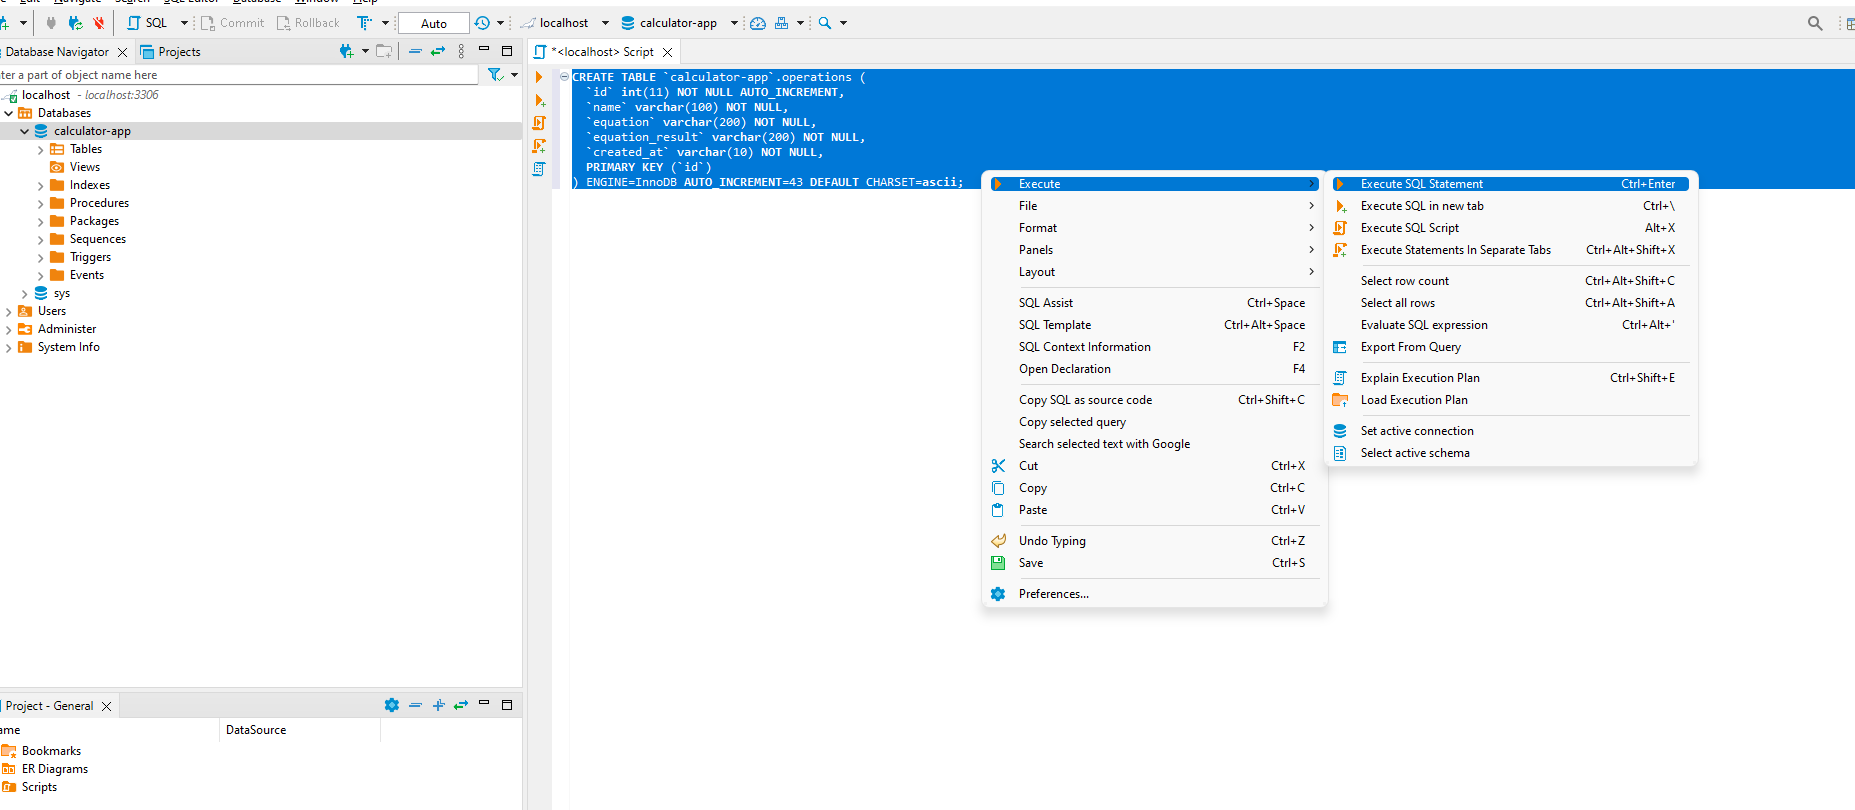 Edit Navigate Search SQL Editor Database Window Help
SQL Commit Rollback Auto localhost calculator-app
Database Navigator Projects
*<localhost> Script
ter a part of object name here
localhost - localhost:3306
Databases
calculator-app
Tables
Views
Indexes
Procedures
Packages
Sequences
Triggers
Events
sys
Users
Administer
System Info
CREATE TABLE `calculator-app`.operations (
`id` int(11) NOT NULL AUTO_INCREMENT,
`name` varchar(100) NOT NULL,
`equation` varchar(200) NOT NULL,
`equation_result` varchar(200) NOT NULL,
`created_at` varchar(10) NOT NULL,
PRIMARY KEY (`id`)
) ENGINE=InnoDB AUTO_INCREMENT=43 DEFAULT CHARSET=ascii;
Execute
File
Format
Panels
Layout
SQL Assist Ctrl+Space
SQL Template Ctrl+Alt+Space
SQL Context Information F2
Open Declaration F4
Copy SQL as source code Ctrl+Shift+C
Copy selected query
Search selected text with Google
Cut Ctrl+X
Copy Ctrl+C
Paste Ctrl+V
Undo Typing Ctrl+Z
Save Ctrl+S
Preferences...
Execute SQL Statement Ctrl+Enter
Execute SQL in new tab Ctrl+\
Execute SQL Script Alt+X
Execute Statements In Separate Tabs Ctrl+Alt+Shift+X
Select row count Ctrl+Alt+Shift+C
Select all rows Ctrl+Alt+Shift+A
Evaluate SQL expression Ctrl+Alt+'
Export From Query
Explain Execution Plan Ctrl+Shift+E
Load Execution Plan
Set active connection
Select active schema
Project - General
ame DataSource
Bookmarks
ER Diagrams
Scripts